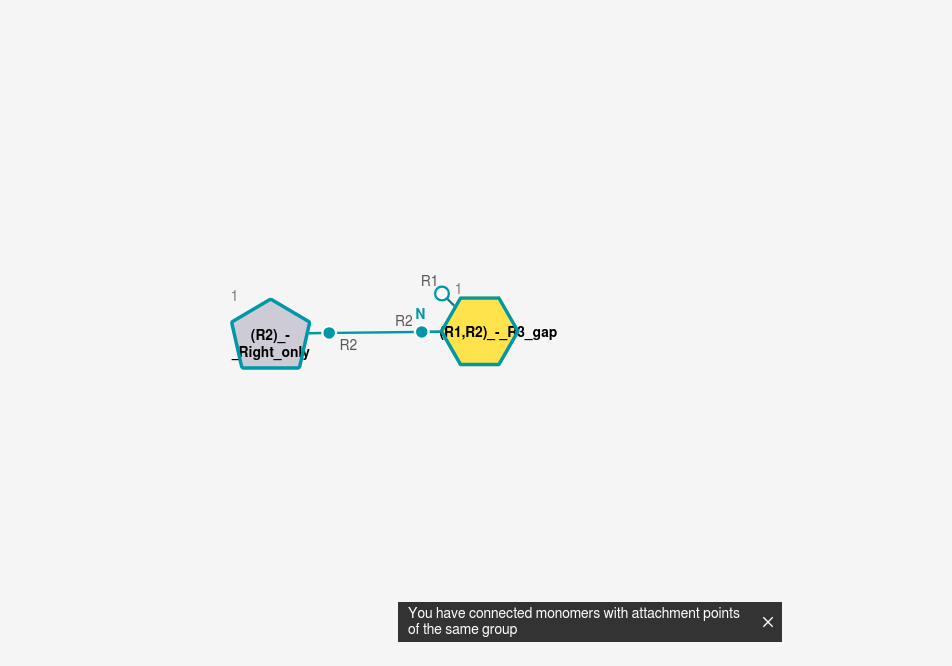 R1
1
1
N
R2
(R1,R2)_-_R3_gap
(R2)_-
_Right_only
R2
You have connected monomers with attachment points
of the same group